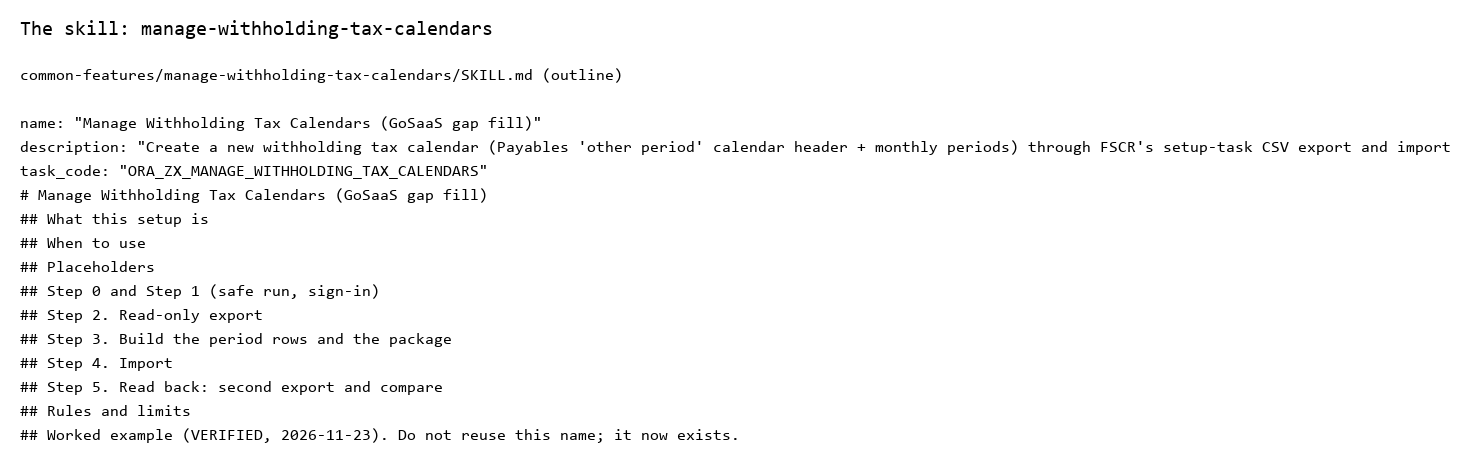 The skill: manage-withholding-tax-calendars
common-features/manage-withholding-tax-calendars/SKILL.md (outline)
name: "Manage Withholding Tax Calendars (GoSaaS gap fill)"
description: "Create a new withholding tax calendar (Payables 'other period' calendar header + monthly periods) through FSCR's setup-task CSV export and import
task_code: "ORA_ZX_MANAGE_WITHHOLDING_TAX_CALENDARS"
# Manage Withholding Tax Calendars (GoSaaS gap fill)
## What this setup is
## When to use
## Placeholders
## Step 0 and Step 1 (safe run, sign-in)
## Step 2. Read-only export
## Step 3. Build the period rows and the package
## Step 4. Import
## Step 5. Read back: second export and compare
## Rules and limits
## Worked example (VERIFIED, 2026-11-23). Do not reuse this name; it now exists.